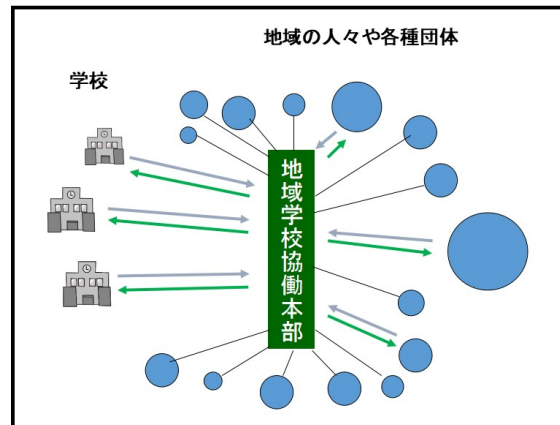 地域の人々や各種団体
学校
地域学校協働本部